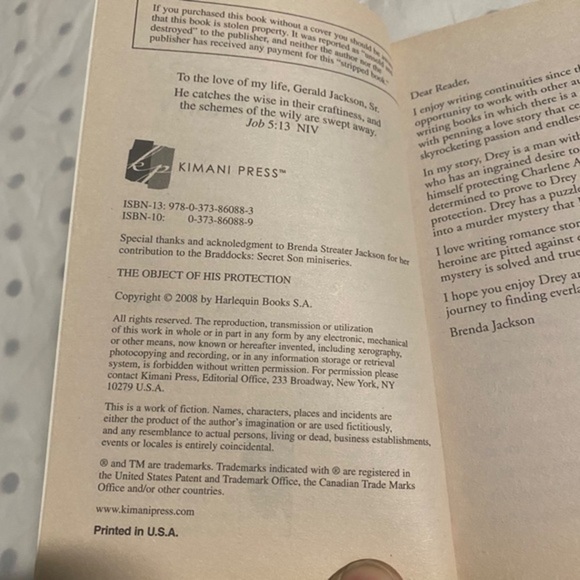 If you purchased this book without a cover you should be aware
that this book is stolen property. It was reported as "unsold and
destroyed" to the publisher, and neither the author nor the
publisher has received any payment for this "stripped book."
To the love of my life, Gerald Jackson, Sr.
He catches the wise in their craftiness, and
the schemes of the wily are swept away.
Job 5:13 NIV
kp KIMANI PRESS™
ISBN-13: 978-0-373-86088-3
ISBN-10: 0-373-86088-9
Special thanks and acknoledgment to Brenda Streater Jackson for her
contribution to the Braddocks: Secret Son miniseries.
THE OBJECT OF HIS PROTECTION
Copyright © 2008 by Harlequin Books S.A.
All rights reserved. The reproduction, transmission or utilization
of this work in whole or in part in any form by any electronic, mechanical
or other means, now known or hereafter invented, including xerography,
photocopying and recording, or in any information storage or retrieval
system, is forbidden without written permission. For permission please
contact Kimani Press, Editorial Office, 233 Broadway, New York, NY
10279 U.S.A.
This is a work of fiction. Names, characters, places and incidents are
either the product of the author's imagination or are used fictitiously,
and any resemblance to actual persons, living or dead, business establishments,
events or locales is entirely coincidental.
® and TM are trademarks. Trademarks indicated with ® are registered in
the United States Patent and Trademark Office, the Canadian Trade Marks
Office and/or other countries.
www.kimanipress.com
Printed in U.S.A.
Dear Reader,
I enjoy writing continuities since
opportunity to work with other
writing books in which there is a
with penning a love story that
skyrocketing passion and
In my story, Drey is a man with
who has an ingrained desire to
himself protecting Charlene
determined to prove to Drey
protection. Drey has a
into a murder mystery that
I love writing romance
heroine are pitted against
mystery is solved and true
I hope you enjoy Drey
journey to finding
Brenda Jackson